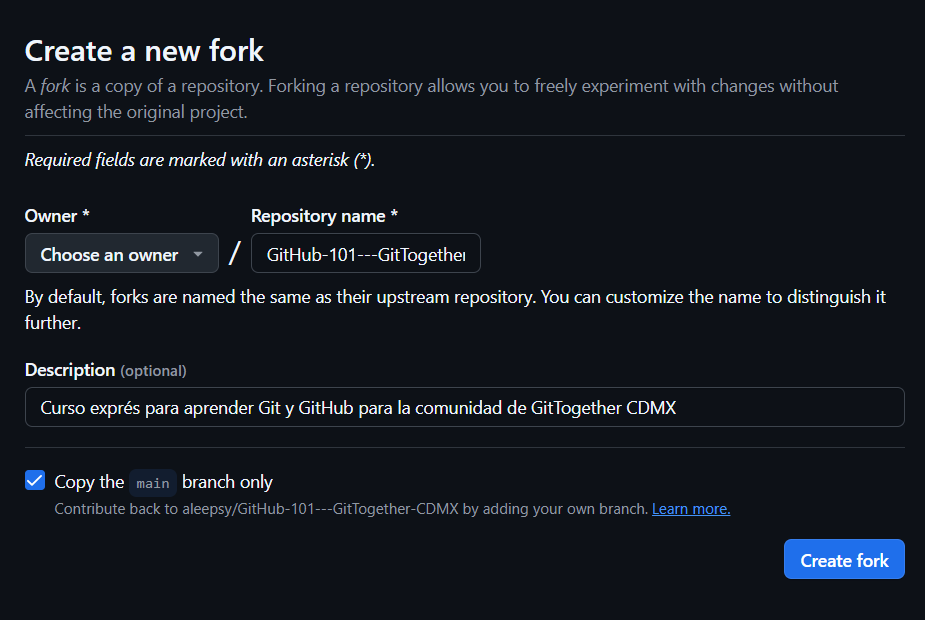 Create a new fork
A fork is a copy of a repository. Forking a repository allows you to freely experiment with changes without
affecting the original project.
Required fields are marked with an asterisk (*).
Owner * Repository name *
Choose an owner / GitHub-101---GitTogether
By default, forks are named the same as their upstream repository. You can customize the name to distinguish it
further.
Description (optional)
Curso exprés para aprender Git y GitHub para la comunidad de GitTogether CDMX
Copy the main branch only
Contribute back to aleepsy/GitHub-101---GitTogether-CDMX by adding your own branch. Learn more.
Create fork